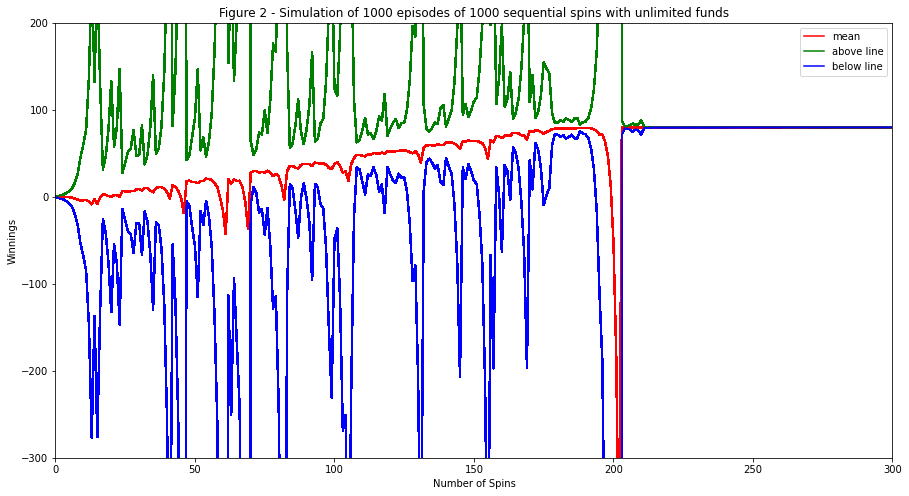 Figure 2 - Simulation of 1000 episodes of 1000 sequential spins with unlimited funds
200
100
0
−100
−200
−300
Winnings
mean
above line
below line
0 50 100 150 200 250 300
Number of Spins